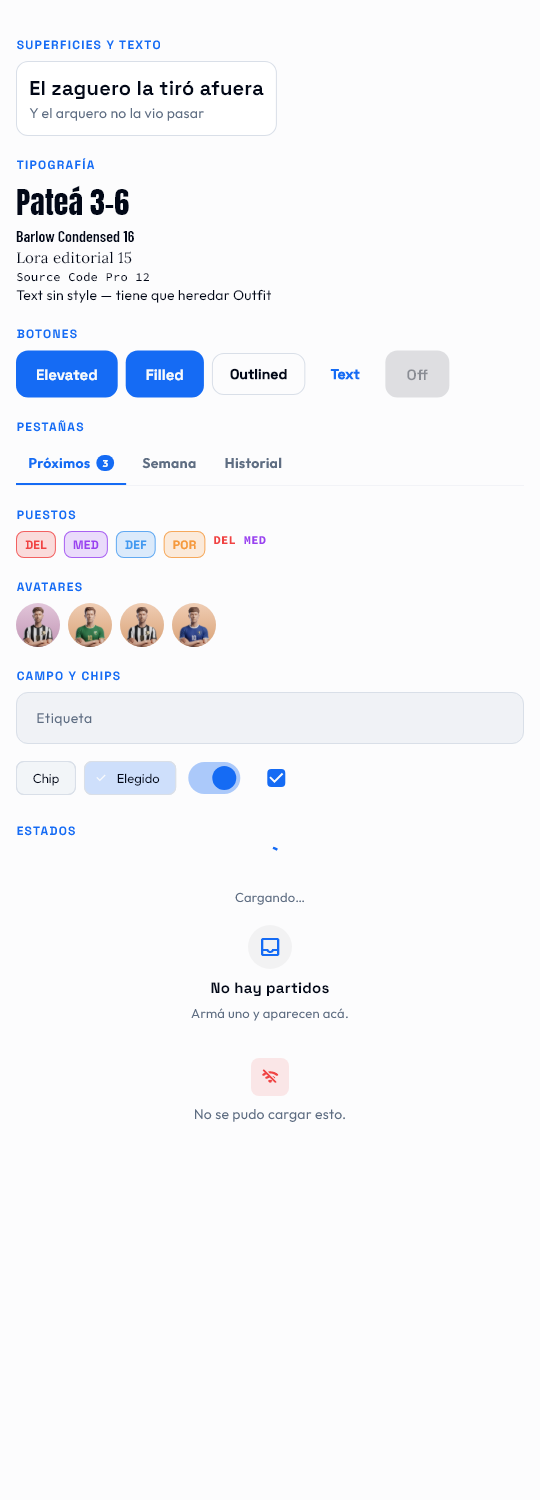 SUPERFICIES Y TEXTO
El zaguero la tiró afuera
Y el arquero no la vio pasar
TIPOGRAFÍA
Pateá 3-6
Barlow Condensed 16
Lora editorial 15
Source Code Pro 12
Text sin style — tiene que heredar Outfit
BOTONES
Elevated Filled Outlined Text Off
PESTAÑAS
Próximos 3 Semana Historial
PUESTOS
DEL MED DEF POR DEL MED
AVATARES
CAMPO Y CHIPS
Etiqueta
Chip Elegido
ESTADOS
Cargando…
No hay partidos
Armá uno y aparecen acá.
No se pudo cargar esto.